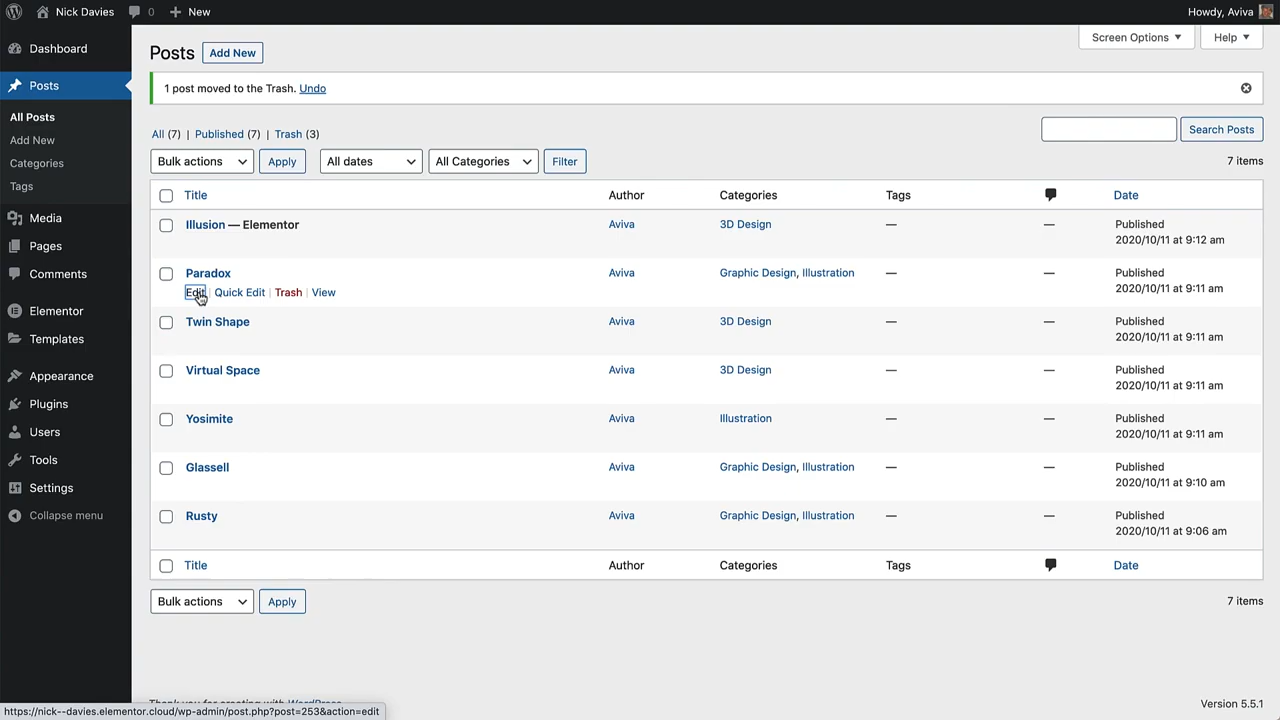 Nick Davies 0 New Howdy, Aviva
Dashboard
Posts
All Posts
Add New
Categories
Tags
Media
Pages
Comments
Elementor
Templates
Appearance
Plugins
Users
Tools
Settings
Collapse menu
Posts Add New Screen Options Help
1 post moved to the Trash. Undo
All (7) | Published (7) | Trash (3) Search Posts
Bulk actions Apply All dates All Categories Filter 7 items
Title Author Categories Tags Date
Illusion — Elementor Aviva 3D Design — — Published
2020/10/11 at 9:12 am
Paradox Aviva Graphic Design, Illustration — — Published
2020/10/11 at 9:11 am
Edit | Quick Edit | Trash | View
Twin Shape Aviva 3D Design — — Published
2020/10/11 at 9:11 am
Virtual Space Aviva 3D Design — — Published
2020/10/11 at 9:11 am
Yosimite Aviva Illustration — — Published
2020/10/11 at 9:11 am
Glassell Aviva Graphic Design, Illustration — — Published
2020/10/11 at 9:10 am
Rusty Aviva Graphic Design, Illustration — — Published
2020/10/11 at 9:06 am
Title Author Categories Tags Date
Bulk actions Apply 7 items
Thank you for creating with WordPress. Version 5.5.1
https://nick--davies.elementor.cloud/wp-admin/post.php?post=253&action=edit